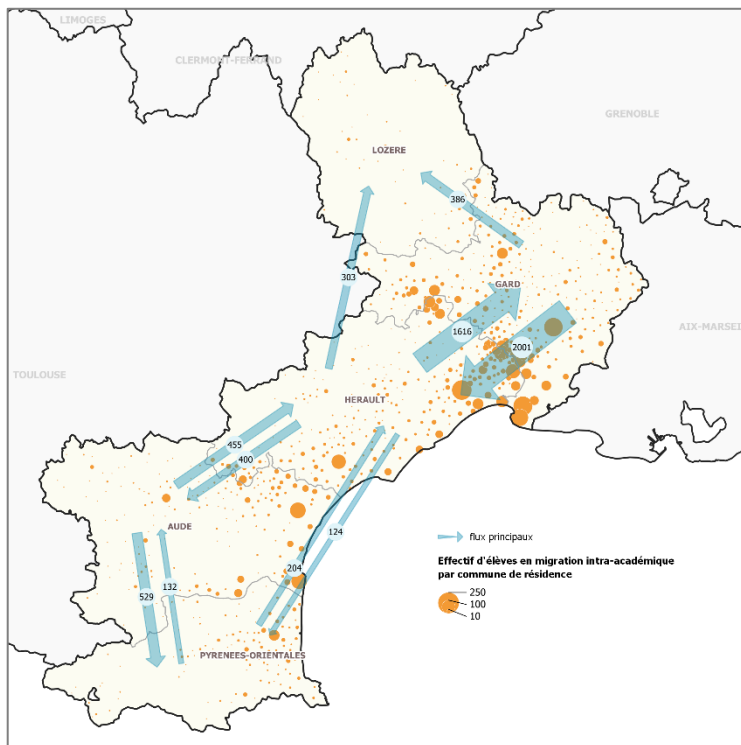 LIMOGES
CLERMONT-FERRAND
GRENOBLE
LOZERE
386
303
GARD
1616
2001
AIX-MARSEI
TOULOUSE
HERAULT
455
400
124
AUDE
204
132
529
PYRENEES-ORIENTALES
flux principaux
Effectif d'élèves en migration intra-académique
par commune de résidence
250
100
10